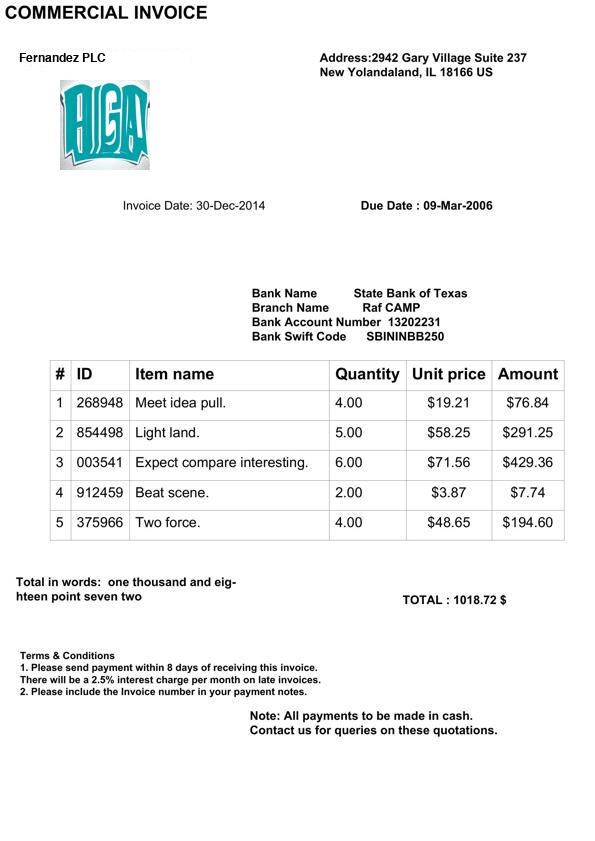 COMMERCIAL INVOICE
Fernandez PLC
Address:2942 Gary Village Suite 237
New Yolandaland, IL 18166 US
AGA
Invoice Date: 30-Dec-2014 Due Date : 09-Mar-2006
Bank Name State Bank of Texas
Branch Name Raf CAMP
Bank Account Number 13202231
Bank Swift Code SBININBB250
# ID Item name Quantity Unit price Amount
1 268948 Meet idea pull. 4.00 $19.21 $76.84
2 854498 Light land. 5.00 $58.25 $291.25
3 003541 Expect compare interesting. 6.00 $71.56 $429.36
4 912459 Beat scene. 2.00 $3.87 $7.74
5 375966 Two force. 4.00 $48.65 $194.60
Total in words: one thousand and eig-
hteen point seven two
TOTAL : 1018.72 $
Terms & Conditions
1. Please send payment within 8 days of receiving this invoice.
There will be a 2.5% interest charge per month on late invoices.
2. Please include the Invoice number in your payment notes.
Note: All payments to be made in cash.
Contact us for queries on these quotations.